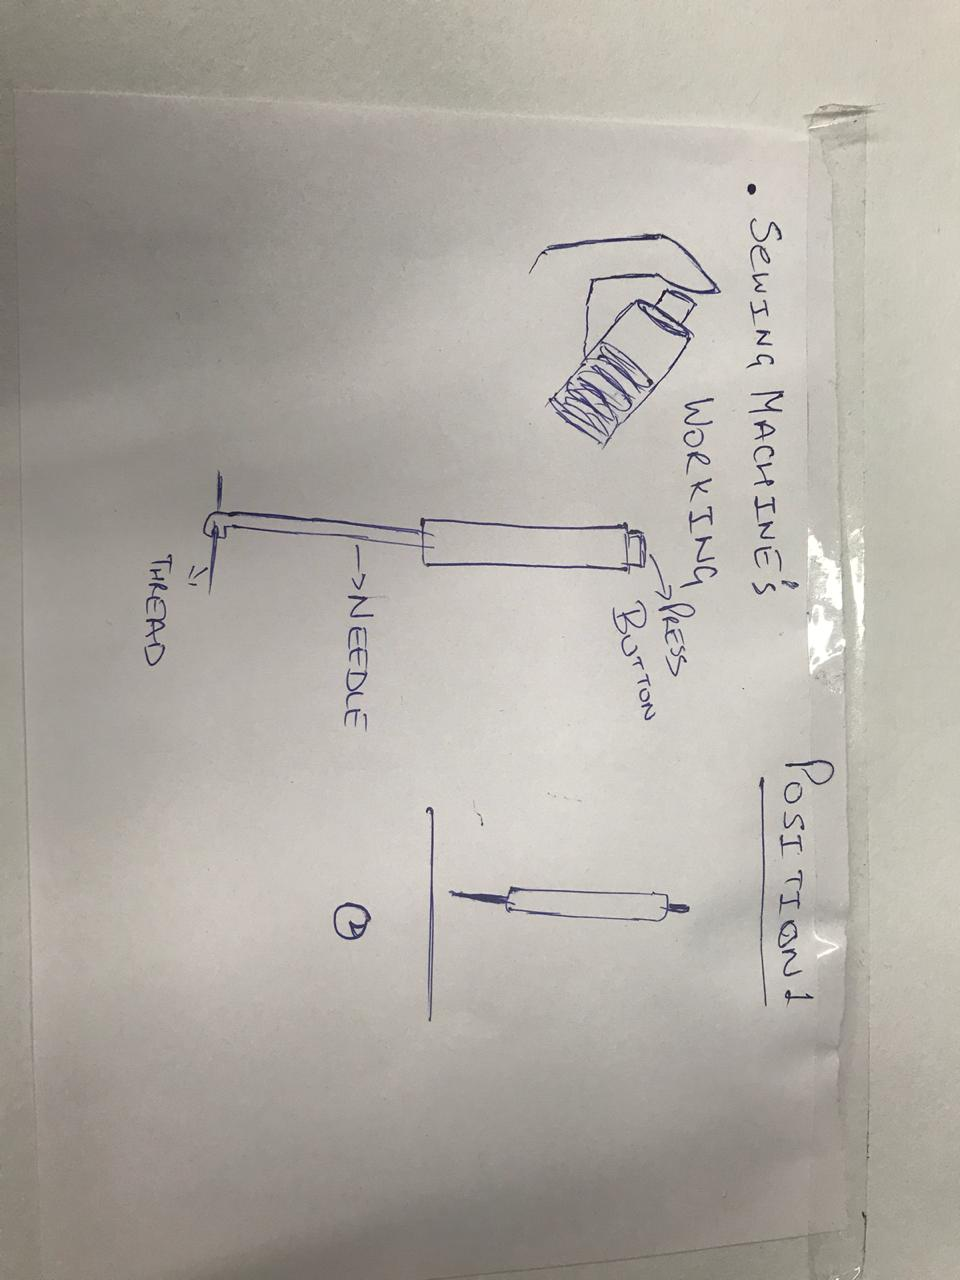 • SEWING MACHINE'S
WORKING
PRESS
BUTTON
→NEEDLE
THREAD
POSITION 1